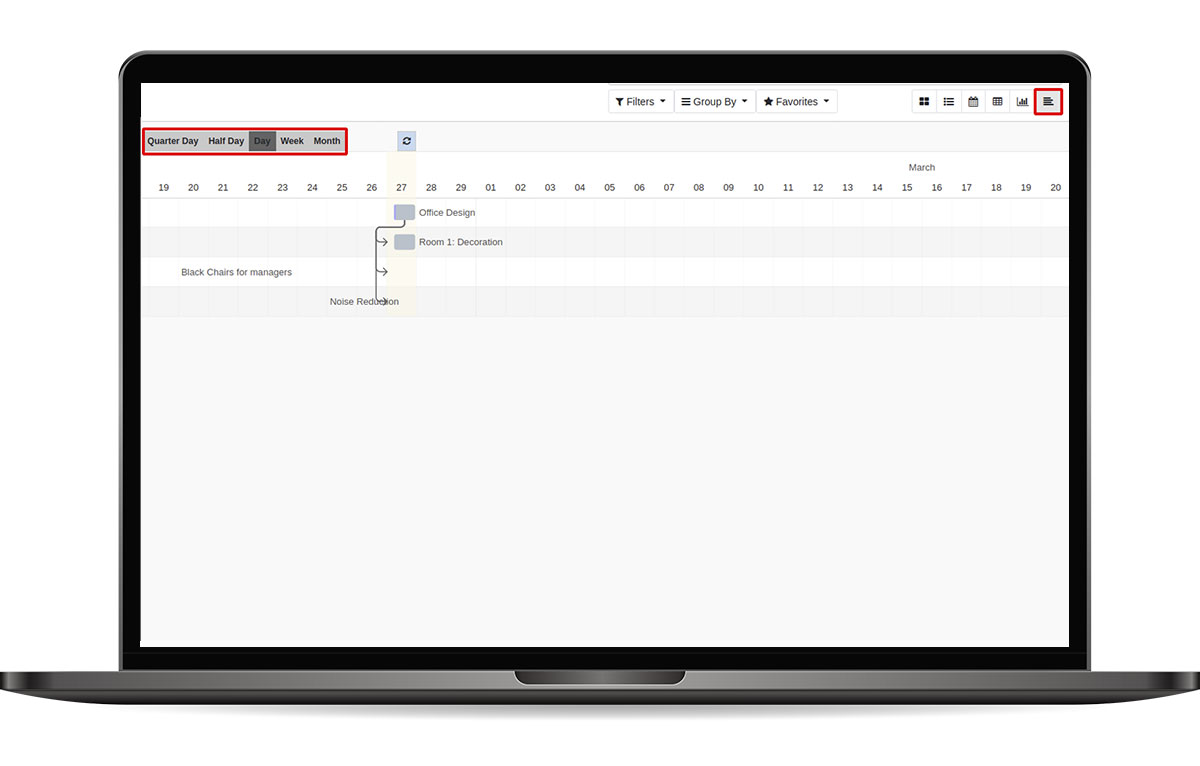 Filters Group By Favorites
Quarter Day Half Day Day Week Month
March
19 20 21 22 23 24 25 26 27 28 29 01 02 03 04 05 06 07 08 09 10 11 12 13 14 15 16 17 18 19 20
Office Design
Room 1: Decoration
Black Chairs for managers
Noise Reduction